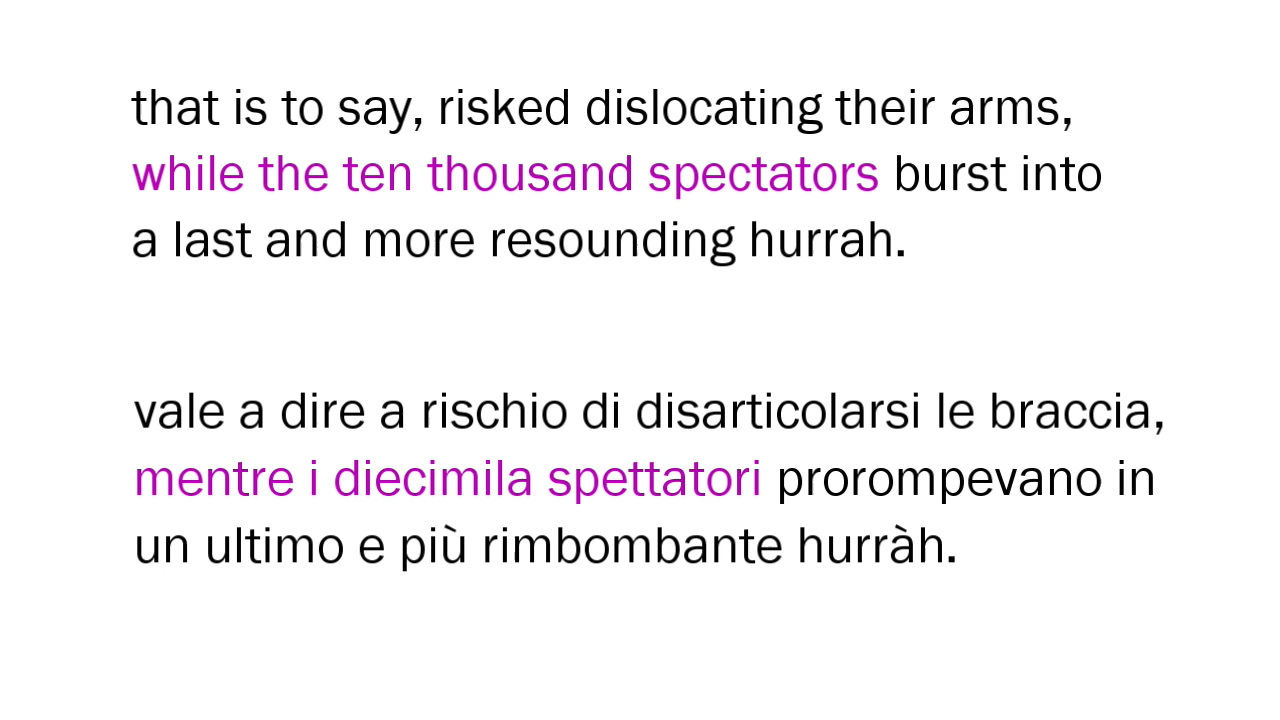 that is to say, risked dislocating their arms,
while the ten thousand spectators burst into
a last and more resounding hurrah.
vale a dire a rischio di disarticolarsi le braccia,
mentre i diecimila spettatori prorompevano in
un ultimo e più rimbombante hurràh.